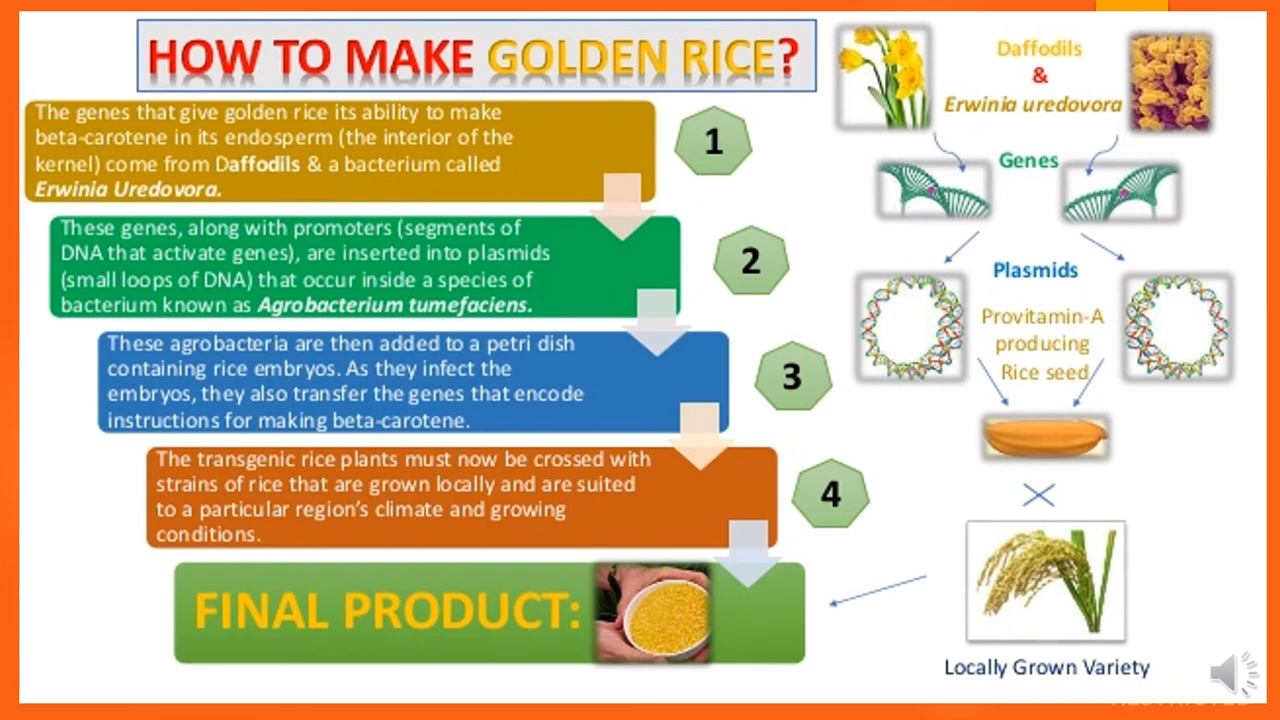 HOW TO MAKE GOLDEN RICE?
The genes that give golden rice its ability to make
beta-carotene in its endosperm (the interior of the
kernel) come from Daffodils & a bacterium called
Erwinia Uredovora.
1
These genes, along with promoters (segments of
DNA that activate genes), are inserted into plasmids
(small loops of DNA) that occur inside a species of
bacterium known as Agrobacterium tumefaciens.
2
These agrobacteria are then added to a petri dish
containing rice embryos. As they infect the
embryos, they also transfer the genes that encode
instructions for making beta-carotene.
3
The transgenic rice plants must now be crossed with
strains of rice that are grown locally and are suited
to a particular region's climate and growing
conditions.
4
FINAL PRODUCT:
Daffodils
&
Erwinia uredovora
Genes
Plasmids
Provitamin-A
producing
Rice seed
Locally Grown Variety